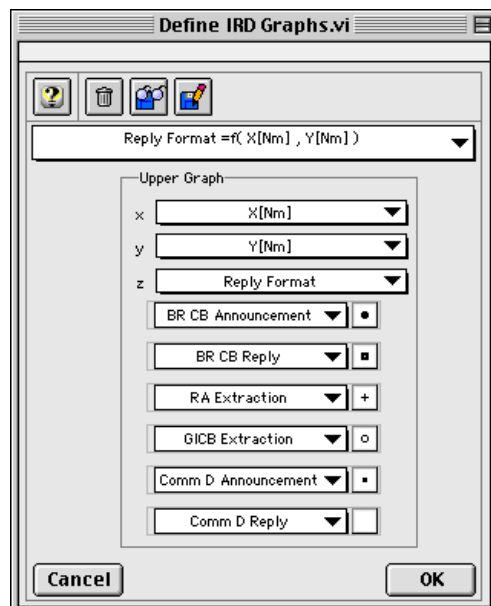 Define IRD Graphs.vi
Reply Format =f( X[Nm] , Y[Nm] )
Upper Graph
x X[Nm]
y Y[Nm]
z Reply Format
BR CB Announcement
BR CB Reply
RA Extraction
GICB Extraction
Comm D Announcement
Comm D Reply
Cancel OK